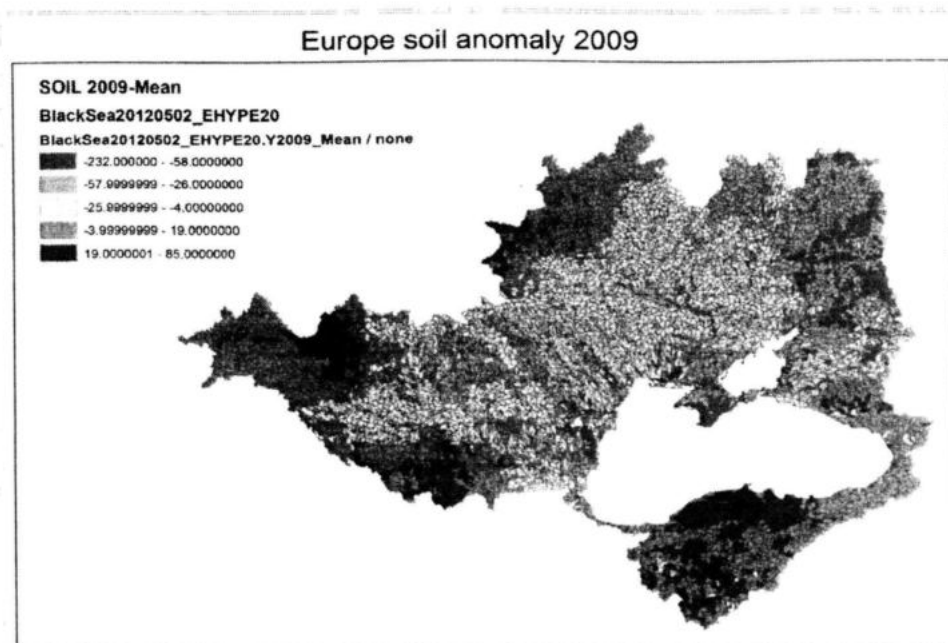 Europe soil anomaly 2009
SOIL 2009-Mean
BlackSea20120502_EHYPE20
BlackSea20120502_EHYPE20.Y2009_Mean / none
-232.000000 - -58.0000000
-57.9999999 - -26.0000000
-25.9999999 - -4.00000000
-3.99999999 - 19.0000000
19.0000001 - 85.0000000